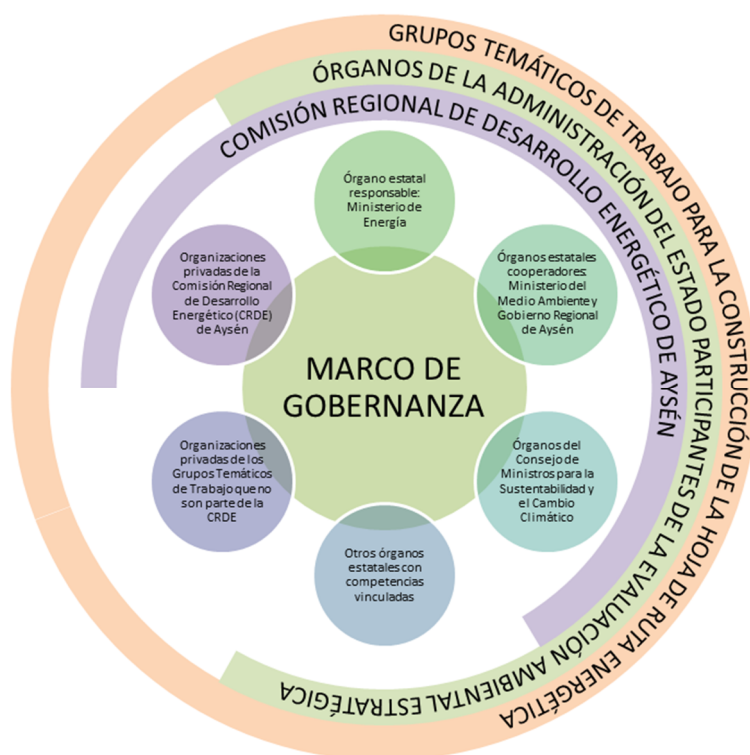 GRUPOS TEMÁTICOS DE TRABAJO PARA LA CONSTRUCCIÓN DE LA HOJA DE RUTA ENERGÉTICA
ÓRGANOS DE LA ADMINISTRACIÓN DEL ESTADO PARTICIPANTES DE LA EVALUACIÓN AMBIENTAL ESTRATÉGICA
COMISIÓN REGIONAL DE DESARROLLO ENERGÉTICO DE AYSÉN
Órgano estatal
responsable:
Ministerio de
Energía
Órganos estatales
cooperadores:
Ministerio del
Medio Ambiente y
Gobierno Regional
de Aysén
Órganos del
Consejo de
Ministros para la
Sustentabilidad y
el Cambio
Climático
Otros órganos
estatales con
competencias
vinculadas
Organizaciones
privadas de los
Grupos Temáticos
de Trabajo que no
son parte de la
CRDE
Organizaciones
privadas de la
Comisión Regional
de Desarrollo
Energético (CRDE)
de Aysén
MARCO DE
GOBERNANZA